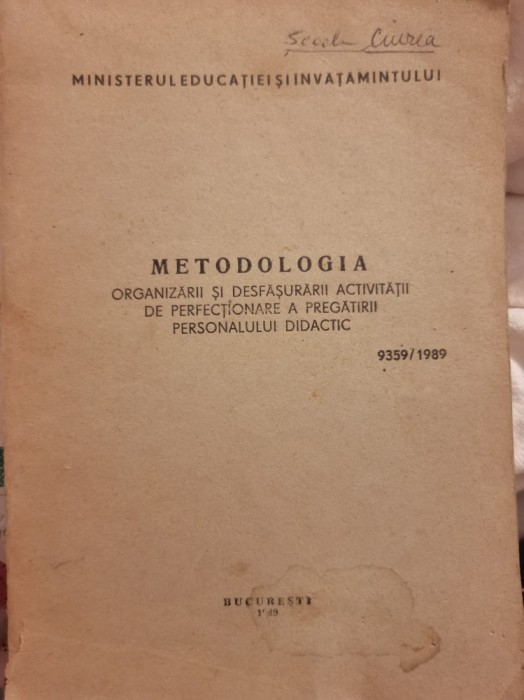 Școala Ciurea
MINISTERUL EDUCAȚIEI ȘI INVAȚAMINTULUI
METODOLOGIA
ORGANIZĂRII ȘI DESFĂȘURĂRII ACTIVITĂȚII
DE PERFECȚIONARE A PREGĂTIRII
PERSONALULUI DIDACTIC
9359/1989
BUCUREȘTI
1989